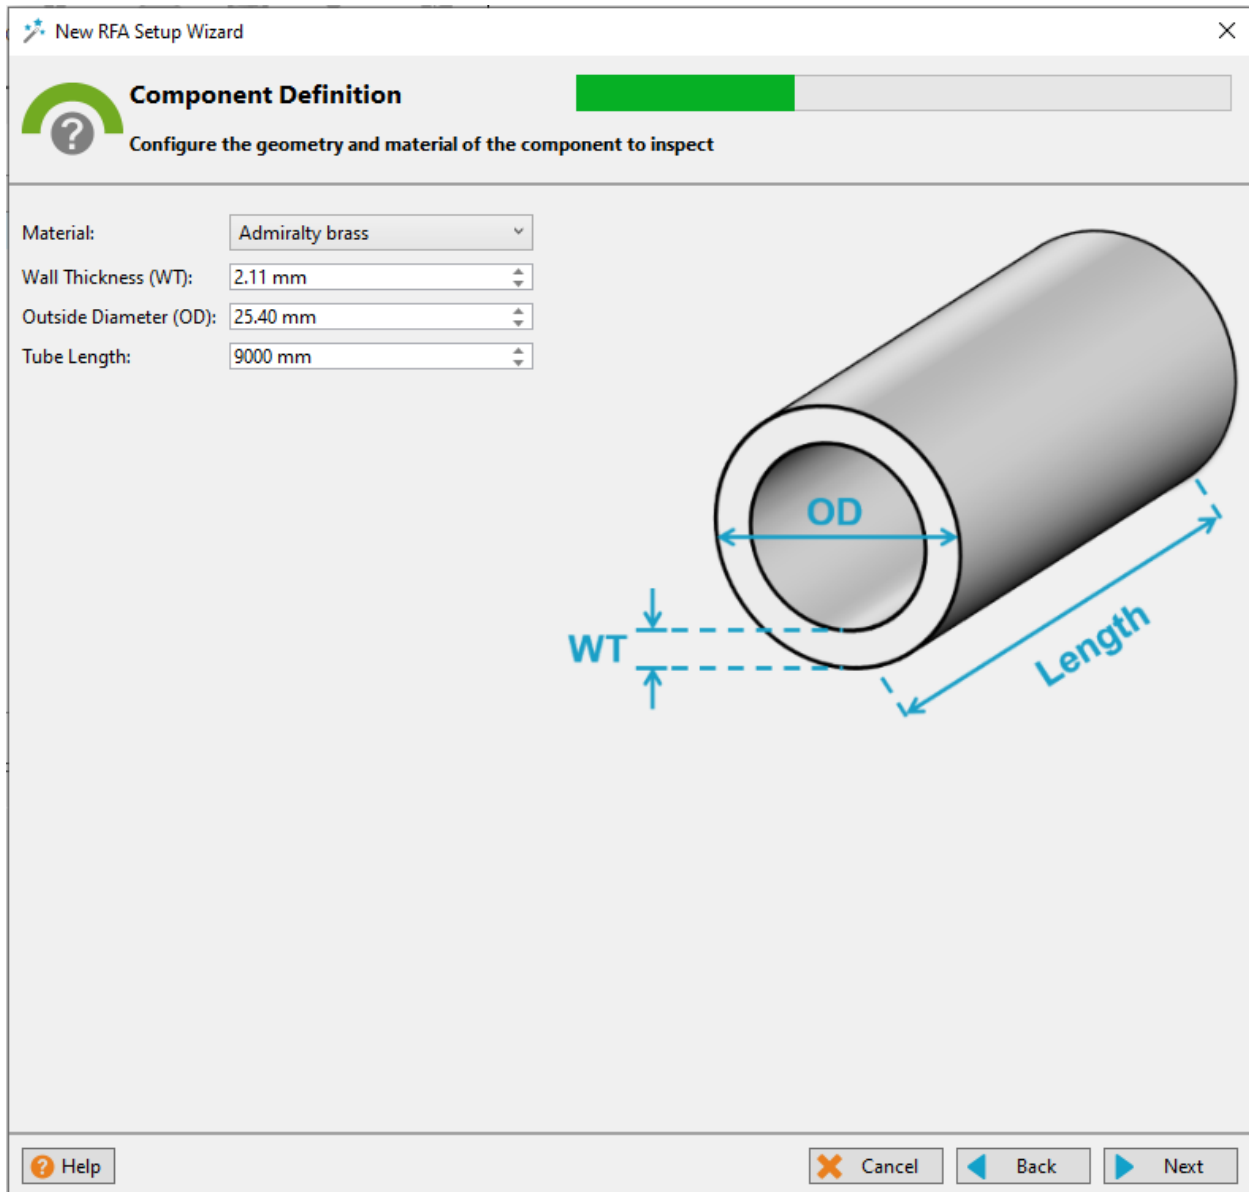 New RFA Setup Wizard
Component Definition
Configure the geometry and material of the component to inspect
Material: Admiralty brass
Wall Thickness (WT): 2.11 mm
Outside Diameter (OD): 25.40 mm
Tube Length: 9000 mm
OD
WT
Length
Help Cancel Back Next